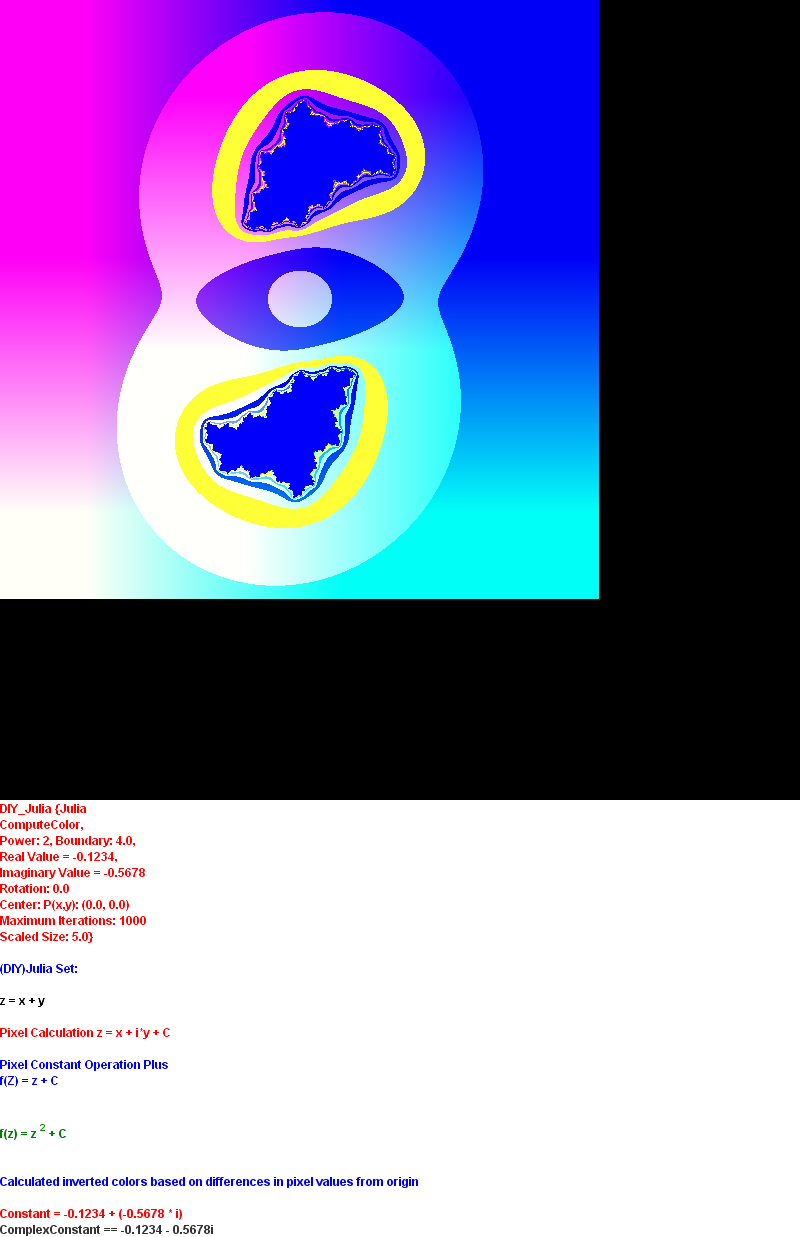 DIY_Julia {Julia
ComputeColor,
Power: 2, Boundary: 4.0,
Real Value = -0.1234,
Imaginary Value = -0.5678
Rotation: 0.0
Center: P(x,y): (0.0, 0.0)
Maximum Iterations: 1000
Scaled Size: 5.0}
(DIY)Julia Set:
z = x + y
Pixel Calculation z = x + i*y + C
Pixel Constant Operation Plus
f(Z) = z + C
f(z) = z 2 + C
Calculated inverted colors based on differences in pixel values from origin
Constant = -0.1234 + (-0.5678 * i)
ComplexConstant == -0.1234 - 0.5678i